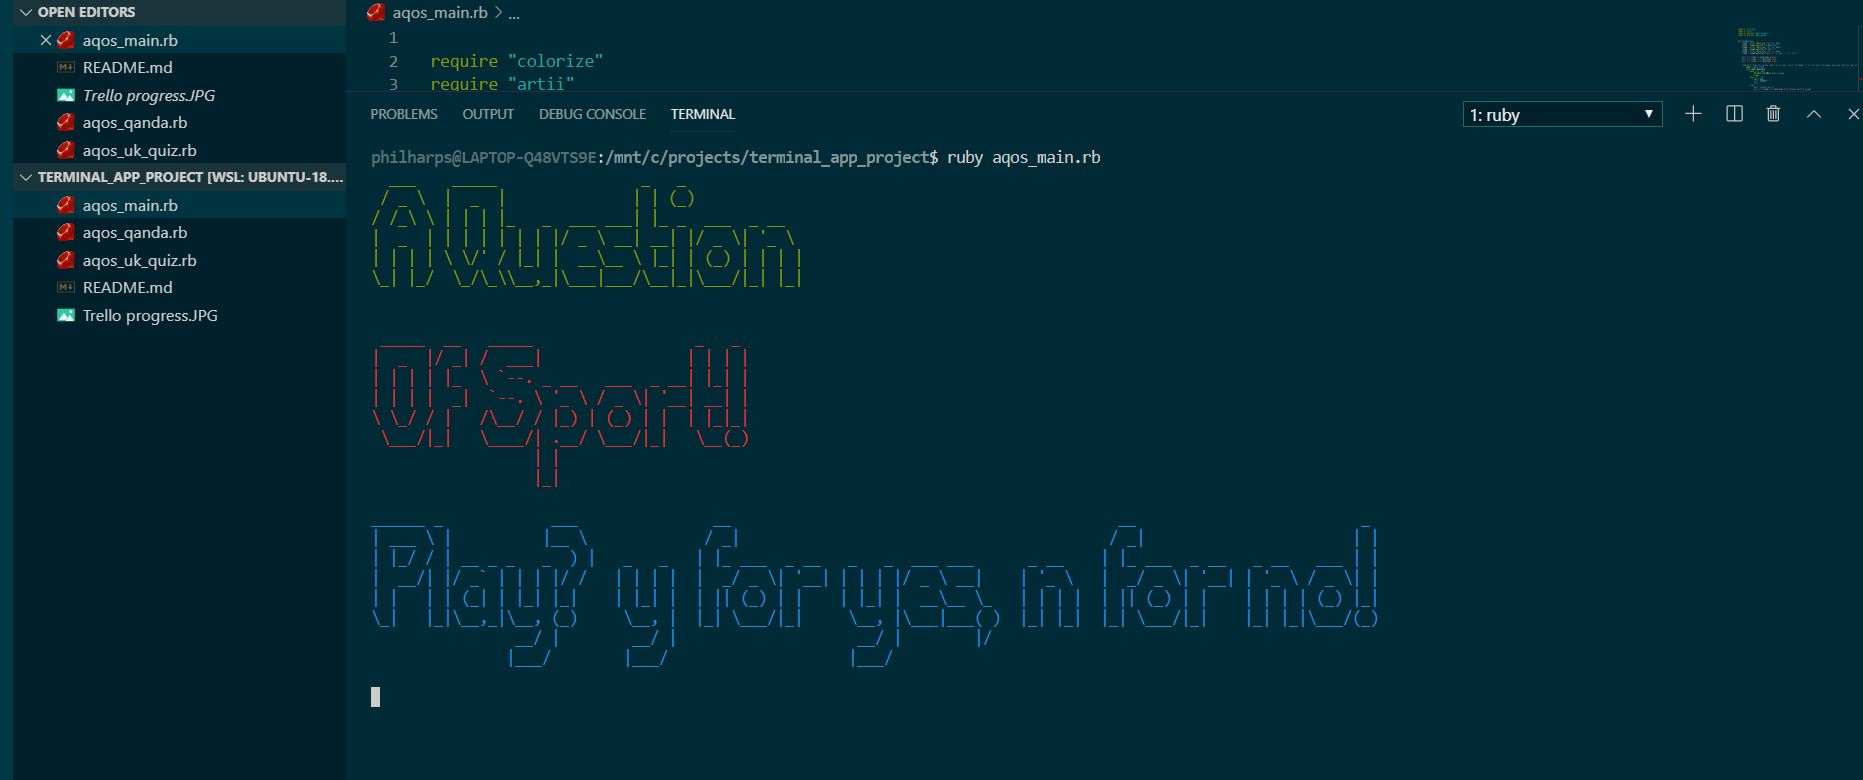 OPEN EDITORS
aqos_main.rb
README.md
Trello progress.JPG
aqos_qanda.rb
aqos_uk_quiz.rb
TERMINAL_APP_PROJECT [WSL: UBUNTU-18....
aqos_main.rb
aqos_qanda.rb
aqos_uk_quiz.rb
README.md
Trello progress.JPG
aqos_main.rb > ...
1
2 require "colorize"
3 require "artii"
PROBLEMS OUTPUT DEBUG CONSOLE TERMINAL 1: ruby
philharps@LAPTOP-Q48VTS9E:/mnt/c/projects/terminal_app_project$ ruby aqos_main.rb
A Question
Of Sport!
Play? y for yes, n for no!